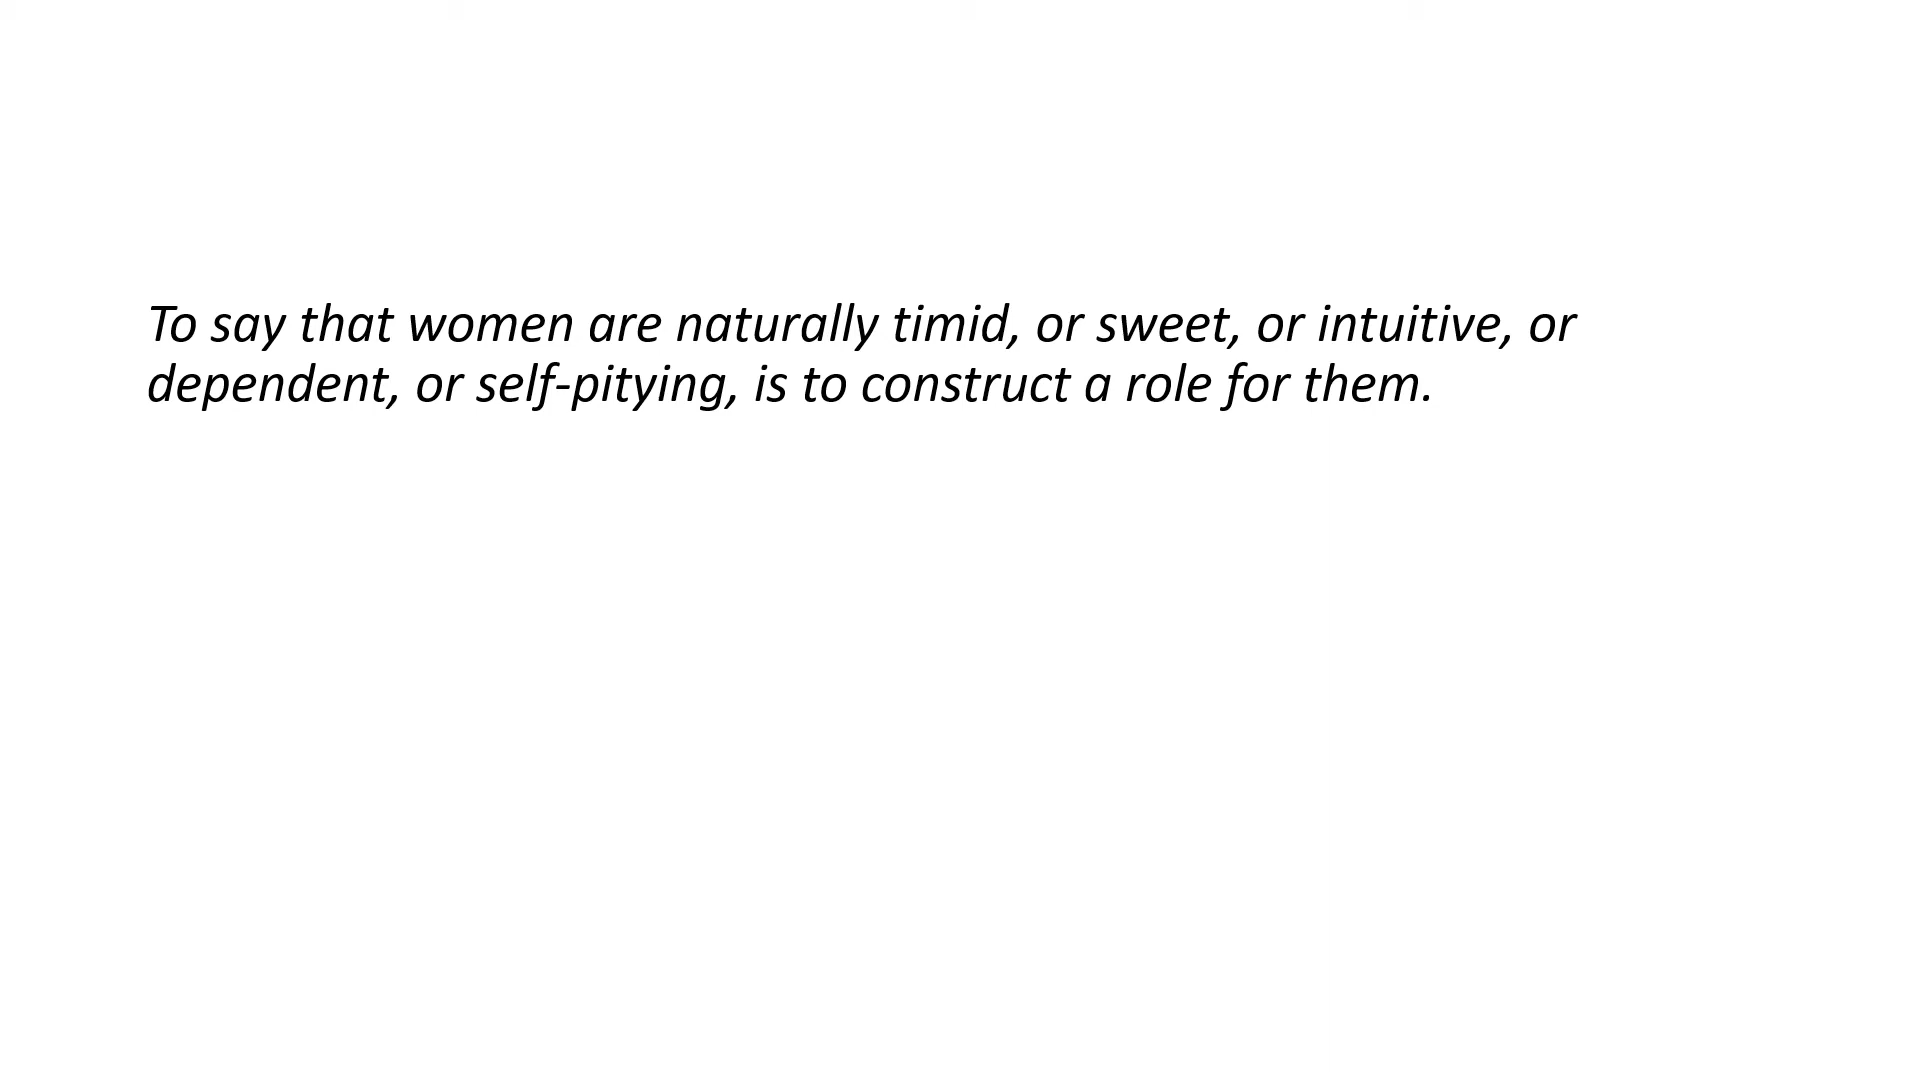 To say that women are naturally timid, or sweet, or intuitive, or
dependent, or self-pitying, is to construct a role for them.